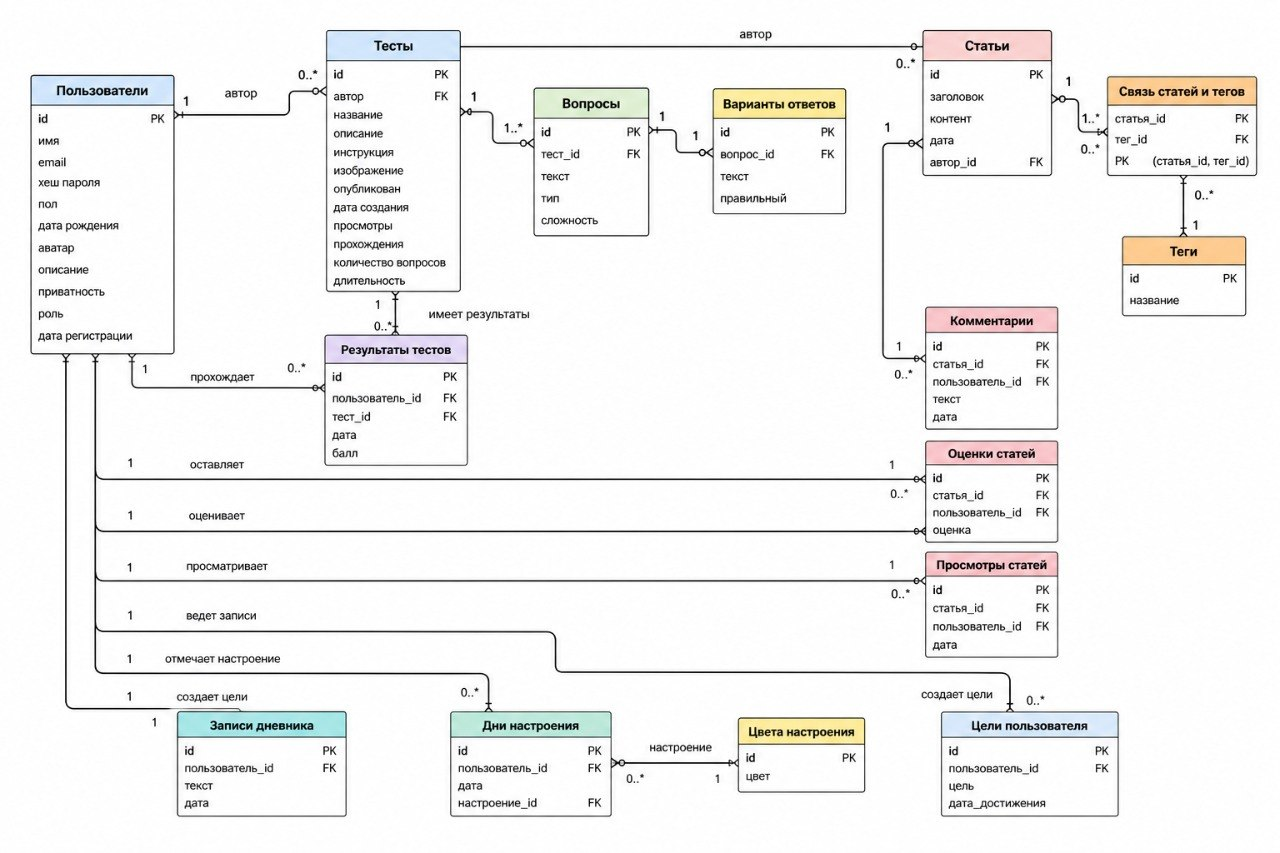 Пользователи
id PK
имя
email
хеш пароля
пол
дата рождения
аватар
описание
приватность
роль
дата регистрации
1
автор
0..*
Тесты
id PK
автор FK
название
описание
инструкция
изображение
опубликован
дата создания
просмотры
прохождения
количество вопросов
длительность
1
1..*
Вопросы
id PK
тест_id FK
текст
тип
сложность
1
1
Варианты ответов
id PK
вопрос_id FK
текст
правильный
автор
0..*
Статьи
id PK
заголовок
контент
дата
автор_id FK
1
1..*
0..*
Связь статей и тегов
статья_id FK
тег_id FK
PK (статья_id, тег_id)
0..*
1
Теги
id PK
название
1
1
0..*
Комментарии
id PK
статья_id FK
пользователь_id FK
текст
дата
1
0..*
имеет результаты
Результаты тестов
id PK
пользователь_id FK
тест_id FK
дата
балл
1
прохождает
0..*
1
оставляет
1
0..*
Оценки статей
id PK
статья_id FK
пользователь_id FK
оценка
1
оценивает
1
просматривает
1
0..*
Просмотры статей
id PK
статья_id FK
пользователь_id FK
дата
1
ведет записи
1
отмечает настроение
0..*
1
создает цели
1
создает цели
0..*
Записи дневника
id PK
пользователь_id FK
текст
дата
Дни настроения
id PK
пользователь_id FK
дата
настроение_id FK
настроение
0..*
1
Цвета настроения
id PK
цвет
Цели пользователя
id PK
пользователь_id FK
цель
дата_достижения